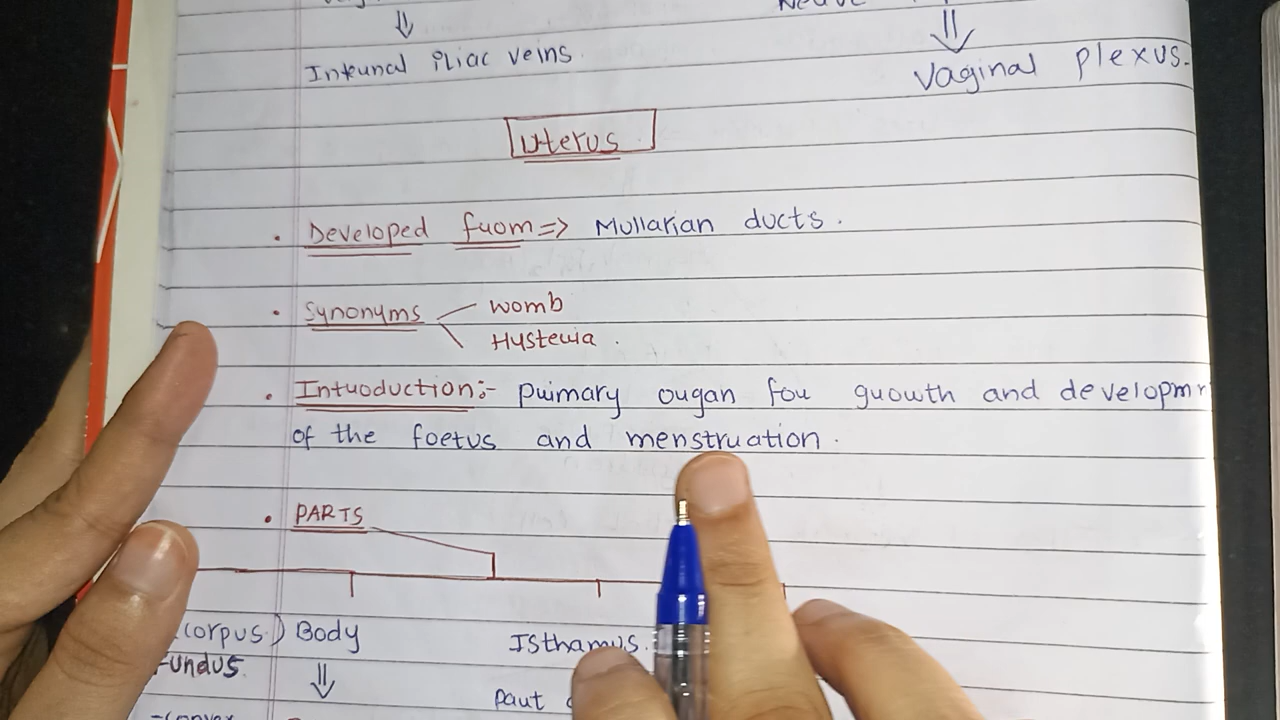 ⇓ ⇓
Internal iliac veins. Vaginal plexus.
Uterus
• Developed from => Mullarian ducts.
• Synonyms
womb
Hysteria.
• Introduction:- primary organ for growth and developm
of the foetus and menstruation.
• PARTS
(corpus) Body Isthamus.
Fundus. ⇓
part